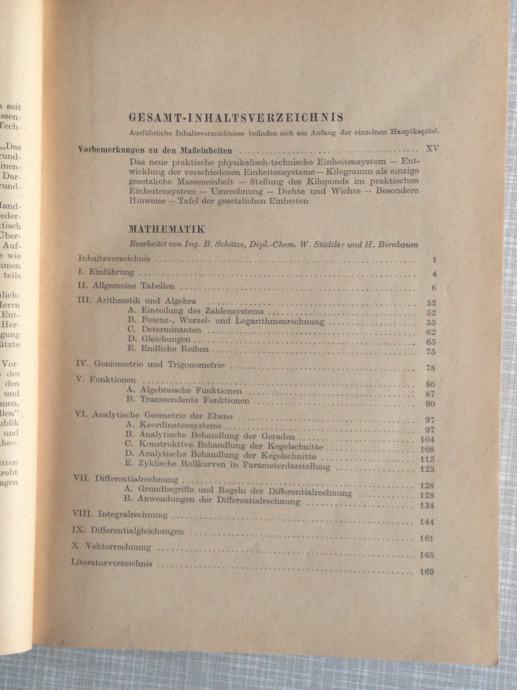 GESAMT-INHALTSVERZEICHNIS
Ausführliche Inhaltsverzeichnisse befinden sich am Anfang der einzelnen Hauptkapitel.
Vorbemerkungen zu den Maßeinheiten XV
Das neue praktische physikalisch-technische Einheitensystem – Ent-
wicklung der verschiedenen Einheitensysteme – Kilogramm als einzige
gesetzliche Masseneinheit – Stellung des Kiloponds im praktischen
Einheitensystem – Umrechnung – Dichte und Wichte – Besondere
Hinweise – Tafel der gesetzlichen Einheiten
MATHEMATIK
Bearbeitet von Ing. B. Schütze, Dipl.-Chem. W. Städtler und H. Birnbaum
Inhaltsverzeichnis 1
I. Einführung 4
II. Allgemeine Tabellen 6
III. Arithmetik und Algebra 52
A. Einteilung des Zahlensystems 52
B. Potenz-, Wurzel- und Logarithmenrechnung 55
C. Determinanten 62
D. Gleichungen 65
E. Endliche Reihen 75
IV. Goniometrie und Trigonometrie 78
V. Funktionen 86
A. Algebraische Funktionen 87
B. Transzendente Funktionen 90
VI. Analytische Geometrie der Ebene 97
A. Koordinatensysteme 97
B. Analytische Behandlung der Geraden 104
C. Konstruktive Behandlung der Kegelschnitte 108
D. Analytische Behandlung der Kegelschnitte 115
E. Zyklische Rollkurven in Parameterdarstellung 123
VII. Differentialrechnung 128
A. Grundbegriffe und Regeln der Differentialrechnung 128
B. Anwendungen der Differentialrechnung 134
VIII. Integralrechnung 144
IX. Differentialgleichungen 161
X. Vektorrechnung 165
Literaturverzeichnis 169